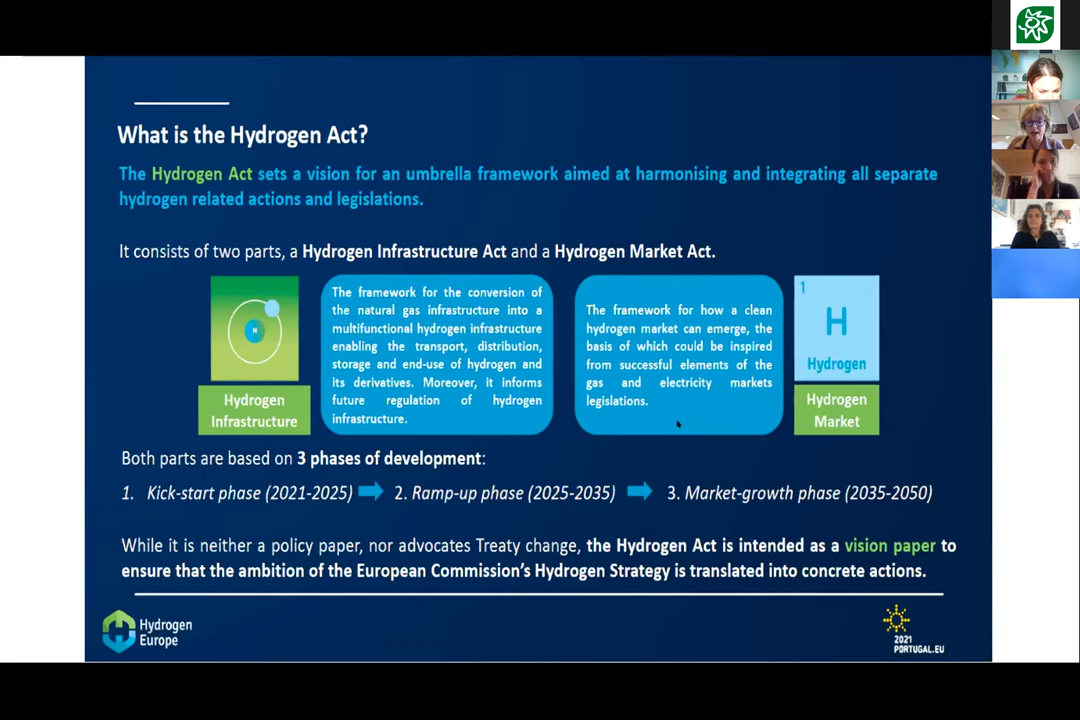 What is the Hydrogen Act?
The Hydrogen Act sets a vision for an umbrella framework aimed at harmonising and integrating all separate
hydrogen related actions and legislations.
It consists of two parts, a Hydrogen Infrastructure Act and a Hydrogen Market Act.
H
Hydrogen
Infrastructure
The framework for the conversion of
the natural gas infrastructure into a
multifunctional hydrogen infrastructure
enabling the transport, distribution,
storage and end-use of hydrogen and
its derivatives. Moreover, it informs
future regulation of hydrogen
infrastructure.
The framework for how a clean
hydrogen market can emerge, the
basis of which could be inspired
from successful elements of the
gas and electricity markets
legislations.
1
H
Hydrogen
Hydrogen
Market
Both parts are based on 3 phases of development:
1. Kick-start phase (2021-2025) 2. Ramp-up phase (2025-2035) 3. Market-growth phase (2035-2050)
While it is neither a policy paper, nor advocates Treaty change, the Hydrogen Act is intended as a vision paper to
ensure that the ambition of the European Commission's Hydrogen Strategy is translated into concrete actions.
Hydrogen
Europe
2021
PORTUGAL.EU